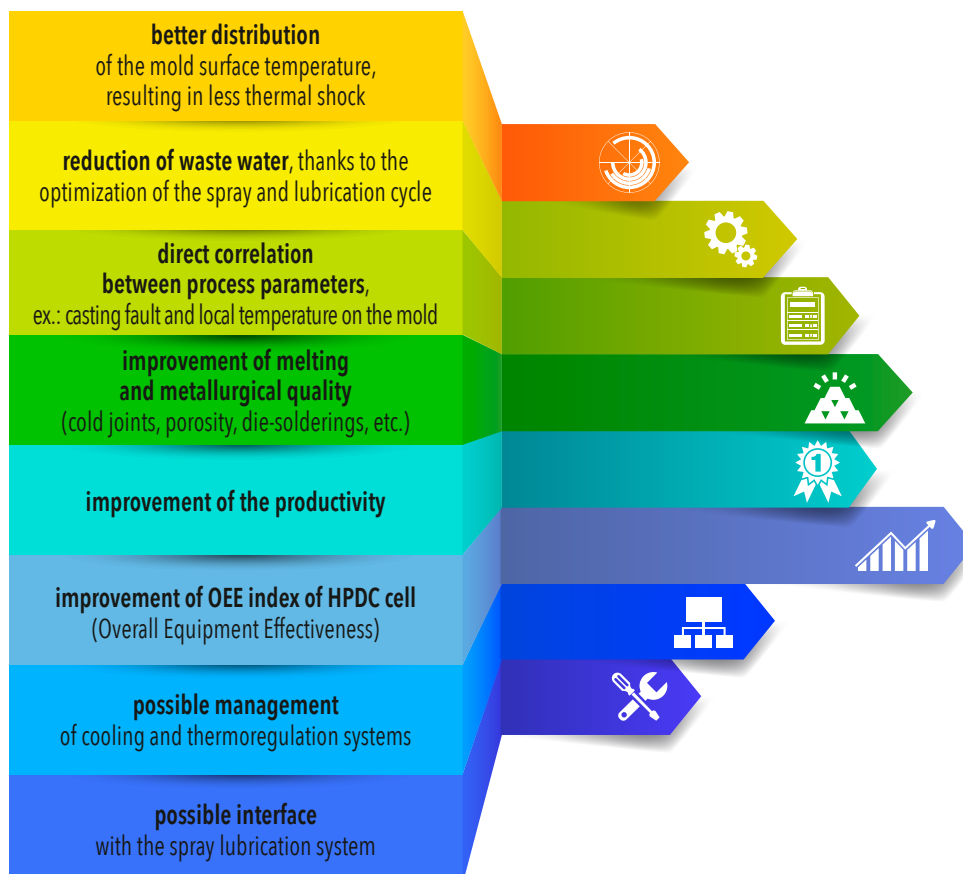 better distribution
of the mold surface temperature,
resulting in less thermal shock
reduction of waste water, thanks to the
optimization of the spray and lubrication cycle
direct correlation
between process parameters,
ex.: casting fault and local temperature on the mold
improvement of melting
and metallurgical quality
(cold joints, porosity, die-solderings, etc.)
improvement of the productivity
1
improvement of OEE index of HPDC cell
(Overall Equipment Effectiveness)
possible management
of cooling and thermoregulation systems
possible interface
with the spray lubrication system